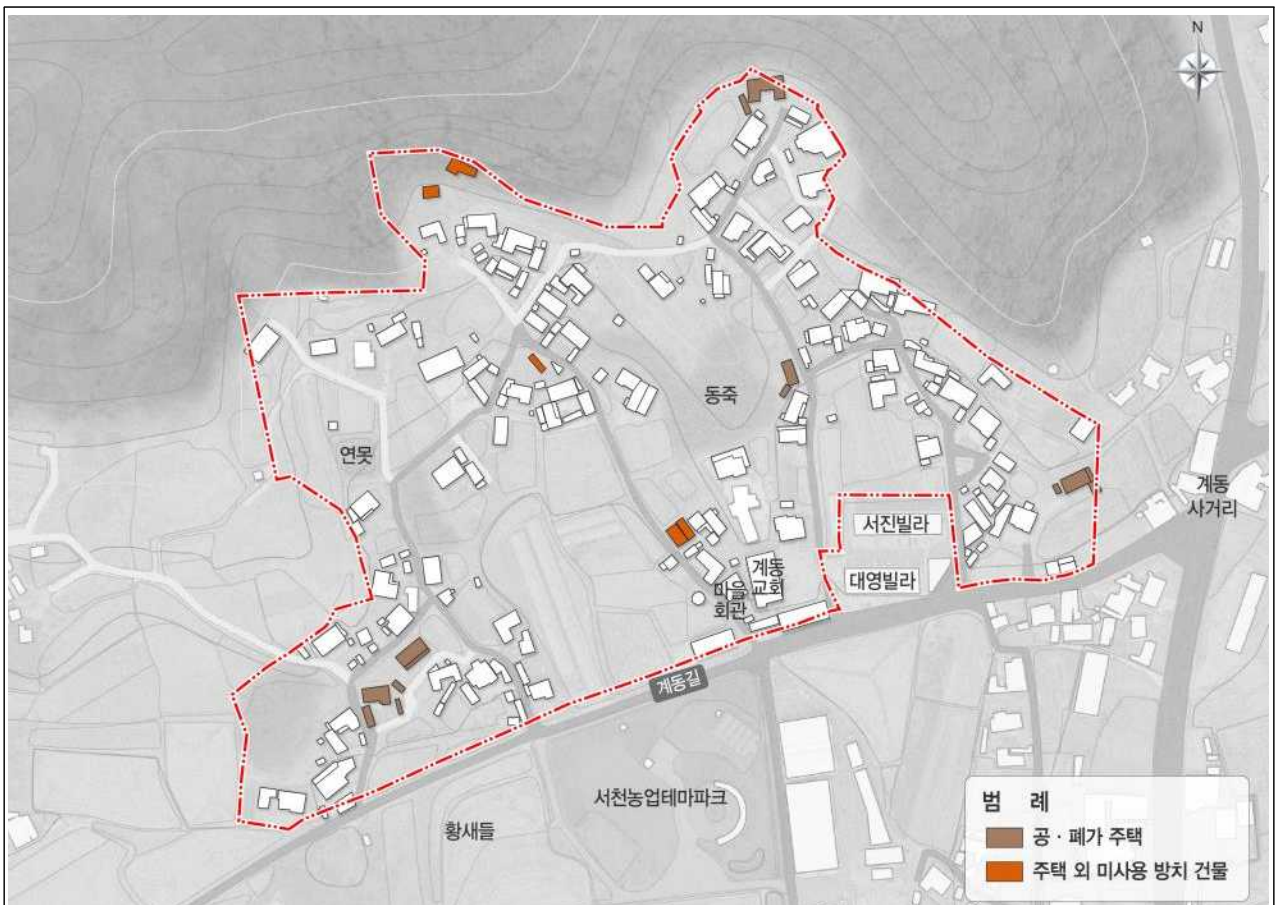 N
동죽
연못
계동
사거리
서진빌라
대영빌라
계동
교회
마을
회관
계동길
서천농업테마파크
황새들
범 례
공 · 폐가 주택
주택 외 미사용 방치 건물